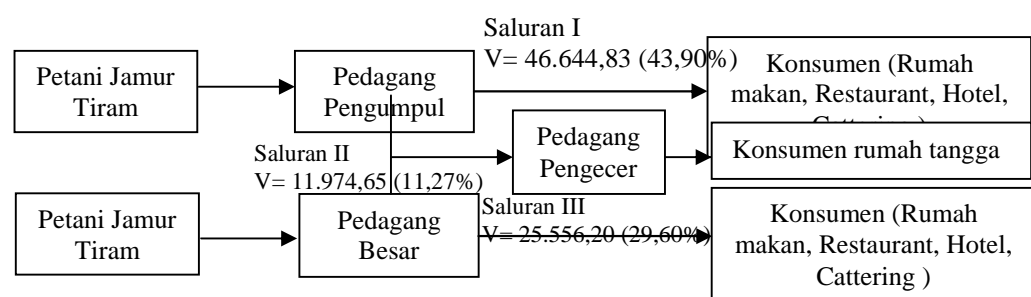 Saluran I
V= 46.644,83 (43,90%)
Petani Jamur
Tiram
Pedagang
Pengumpul
Konsumen (Rumah
makan, Restaurant, Hotel,
Cattering )
Saluran II
V= 11.974,65 (11,27%)
Pedagang
Pengecer
Konsumen rumah tangga
Petani Jamur
Tiram
Pedagang
Besar
Saluran III
V= 25.556,20 (29,60%)
Konsumen (Rumah
makan, Restaurant, Hotel,
Cattering )